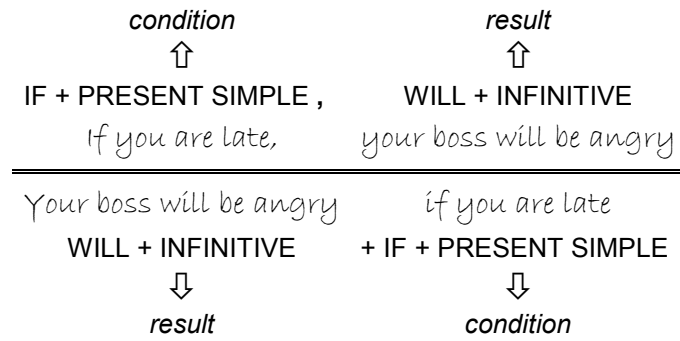 condition result
IF + PRESENT SIMPLE , WILL + INFINITIVE
If you are late, your boss will be angry
Your boss will be angry if you are late
WILL + INFINITIVE + IF + PRESENT SIMPLE
result condition